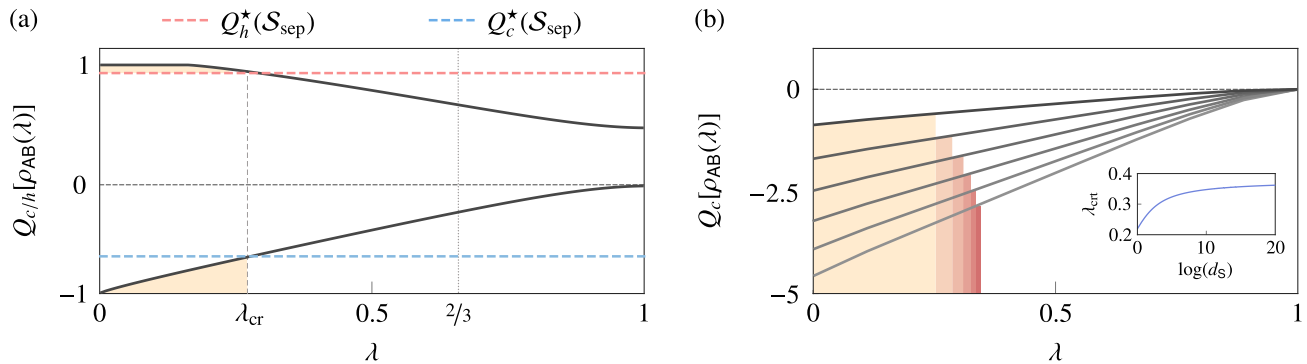 (a)
Q_h^★(S_sep)
Q_c^★(S_sep)
Q_{c/h}[ρ_AB(λ)]
1
0
−1
0
λ_cr
0.5
2/3
1
λ
(b)
Q_c[ρ_AB(λ)]
0
−2.5
−5
0
0.5
1
λ
λ_crt
0.4
0.3
0.2
0
10
20
log(d_S)